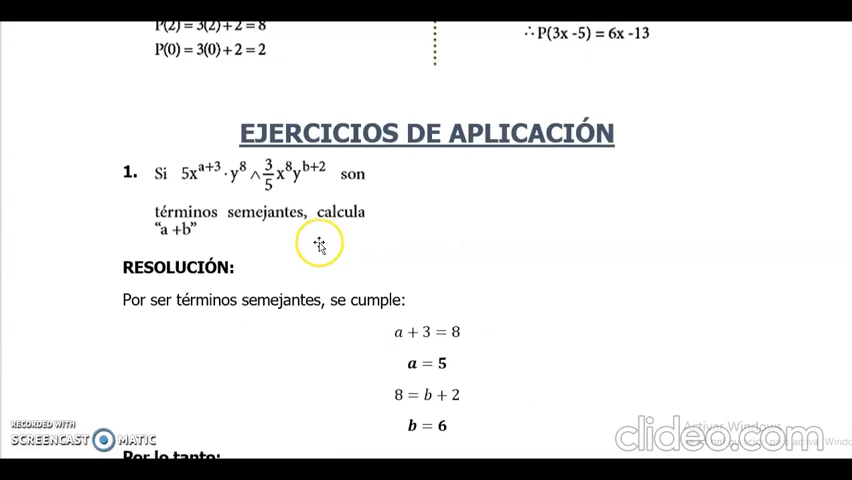 P(2) = 3(2) + 2 = 8
P(0) = 3(0) + 2 = 2
∴ P(3x -5) = 6x -13
EJERCICIOS DE APLICACIÓN
1. Si 5x^{a+3} · y^8 ∧ 3/5 x^8 y^{b+2} son
términos semejantes, calcula
"a +b"
RESOLUCIÓN:
Por ser términos semejantes, se cumple:
a + 3 = 8
a = 5
8 = b + 2
b = 6
Por lo tanto:
RECORDED WITH
SCREENCAST MATIC
Activar Windows
clideo.com